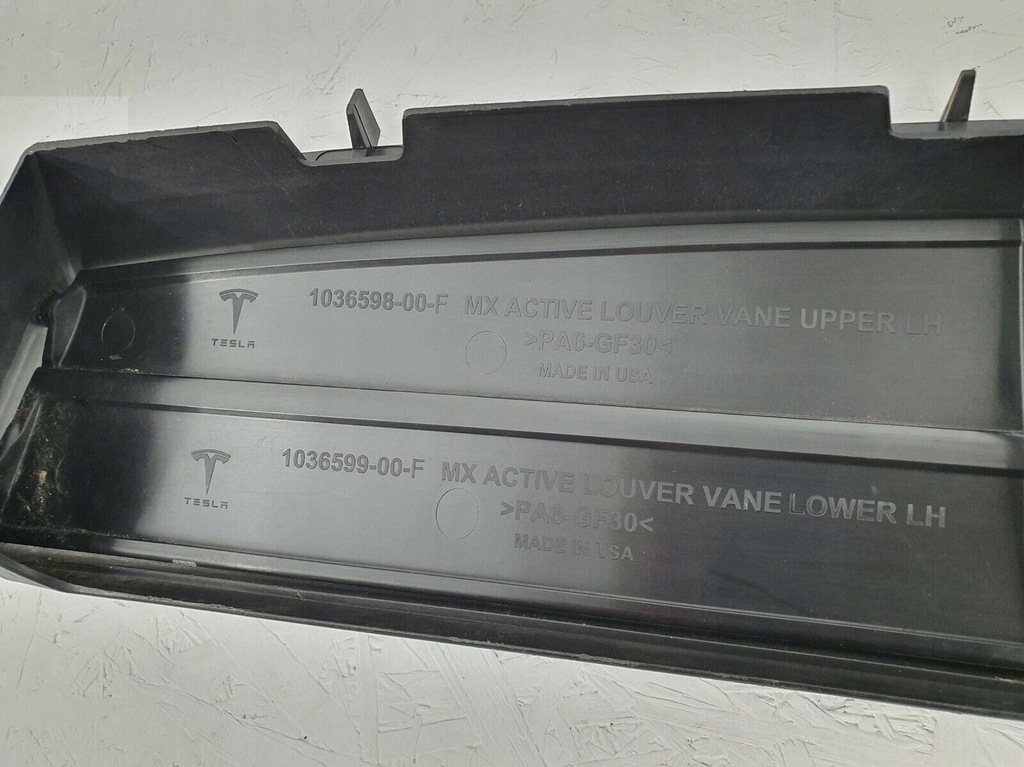 TESLA
1036598-00-F MX ACTIVE LOUVER VANE UPPER LH
>PA6-GF30<
MADE IN USA
TESLA
1036599-00-F MX ACTIVE LOUVER VANE LOWER LH
>PA6-GF30<
MADE IN USA